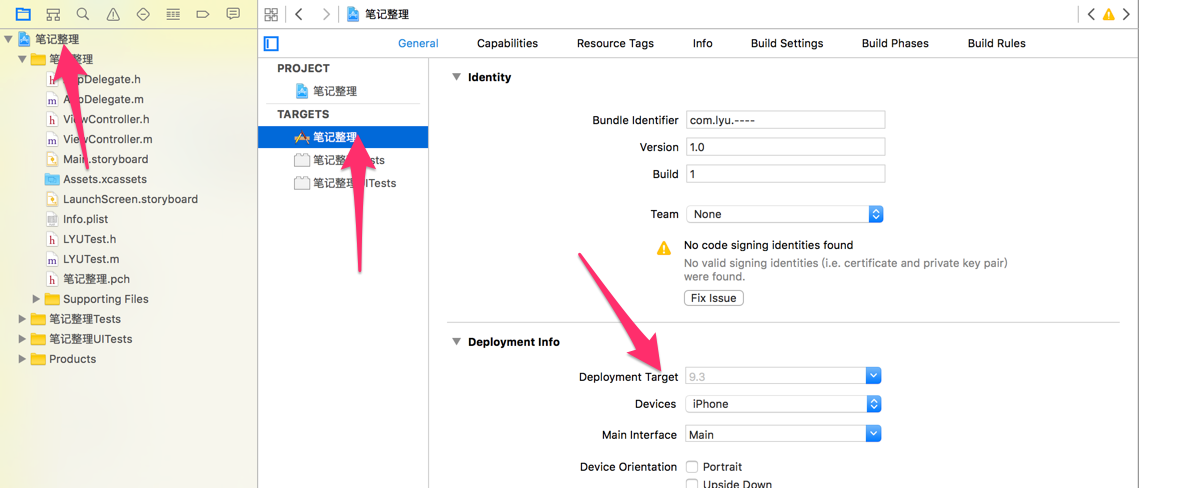 笔记整理
笔记整理
AppDelegate.h
AppDelegate.m
ViewController.h
ViewController.m
Main.storyboard
Assets.xcassets
LaunchScreen.storyboard
Info.plist
LYUTest.h
LYUTest.m
笔记整理.pch
Supporting Files
笔记整理Tests
笔记整理UITests
Products
笔记整理
General Capabilities Resource Tags Info Build Settings Build Phases Build Rules
PROJECT
笔记整理
TARGETS
笔记整理
笔记整理Tests
笔记整理UITests
Identity
Bundle Identifier com.lyu.----
Version 1.0
Build 1
Team None
No code signing identities found
No valid signing identities (i.e. certificate and private key pair)
were found.
Fix Issue
Deployment Info
Deployment Target 9.3
Devices iPhone
Main Interface Main
Device Orientation Portrait
Upside Down